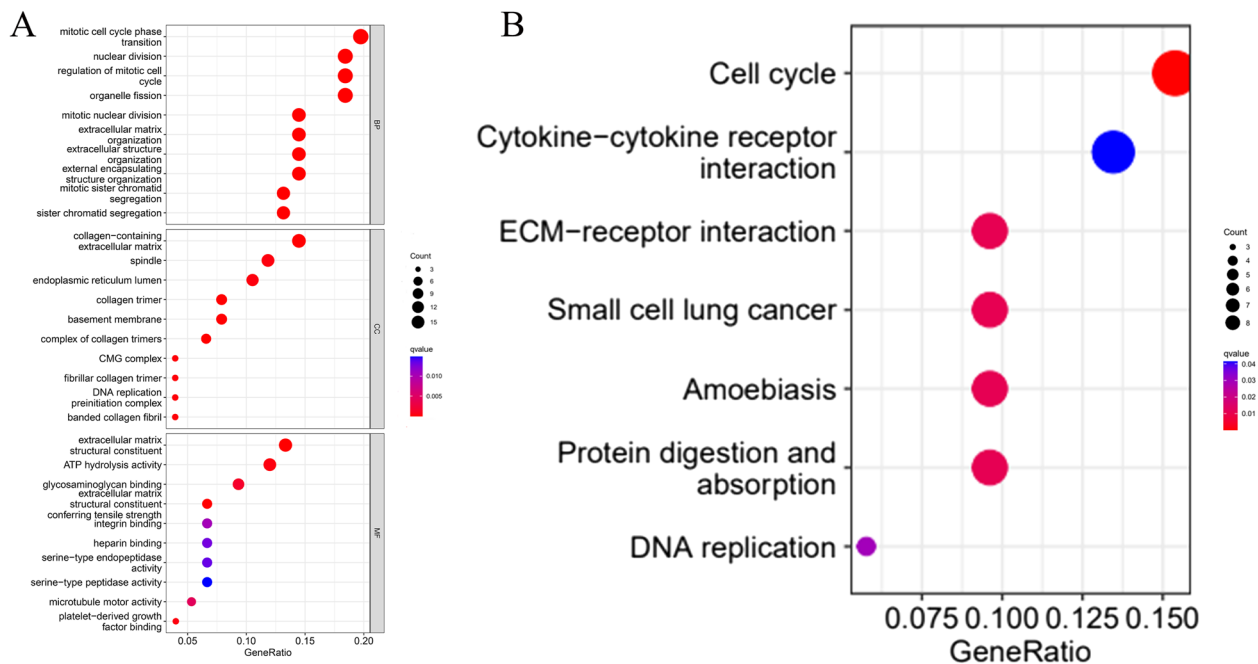 A
mitotic cell cycle phase
transition
nuclear division
regulation of mitotic cell
cycle
organelle fission
mitotic nuclear division
extracellular matrix
organization
extracellular structure
organization
external encapsulating
structure organization
mitotic sister chromatid
segregation
sister chromatid segregation
BP
collagen−containing
extracellular matrix
spindle
endoplasmic reticulum lumen
collagen trimer
basement membrane
complex of collagen trimers
CMG complex
fibrillar collagen trimer
DNA replication
preinitiation complex
banded collagen fibril
CC
extracellular matrix
structural constituent
ATP hydrolysis activity
glycosaminoglycan binding
extracellular matrix
structural constituent
conferring tensile strength
integrin binding
heparin binding
serine−type endopeptidase
activity
serine−type peptidase activity
microtubule motor activity
platelet−derived growth
factor binding
MF
0.05 0.10 0.15 0.20
GeneRatio
Count
3
6
9
12
15
qvalue
0.010
0.005
B
Cell cycle
Cytokine−cytokine receptor
interaction
ECM−receptor interaction
Small cell lung cancer
Amoebiasis
Protein digestion and
absorption
DNA replication
0.075 0.100 0.125 0.150
GeneRatio
Count
3
4
5
6
7
8
qvalue
0.04
0.03
0.02
0.01